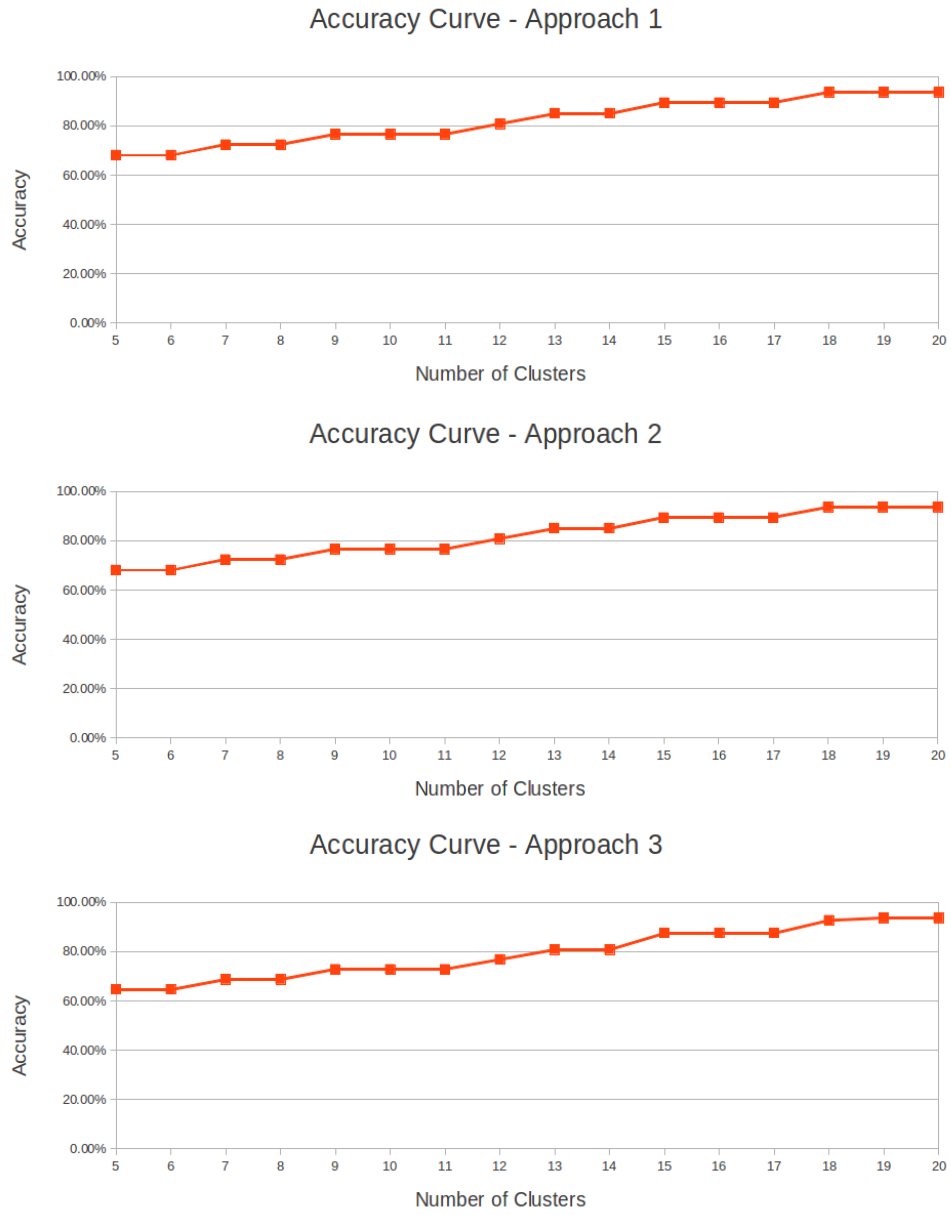 Accuracy Curve - Approach 1
100.00%
80.00%
60.00%
40.00%
20.00%
0.00%
Accuracy
5 6 7 8 9 10 11 12 13 14 15 16 17 18 19 20
Number of Clusters
Accuracy Curve - Approach 2
100.00%
80.00%
60.00%
40.00%
20.00%
0.00%
Accuracy
5 6 7 8 9 10 11 12 13 14 15 16 17 18 19 20
Number of Clusters
Accuracy Curve - Approach 3
100.00%
80.00%
60.00%
40.00%
20.00%
0.00%
Accuracy
5 6 7 8 9 10 11 12 13 14 15 16 17 18 19 20
Number of Clusters